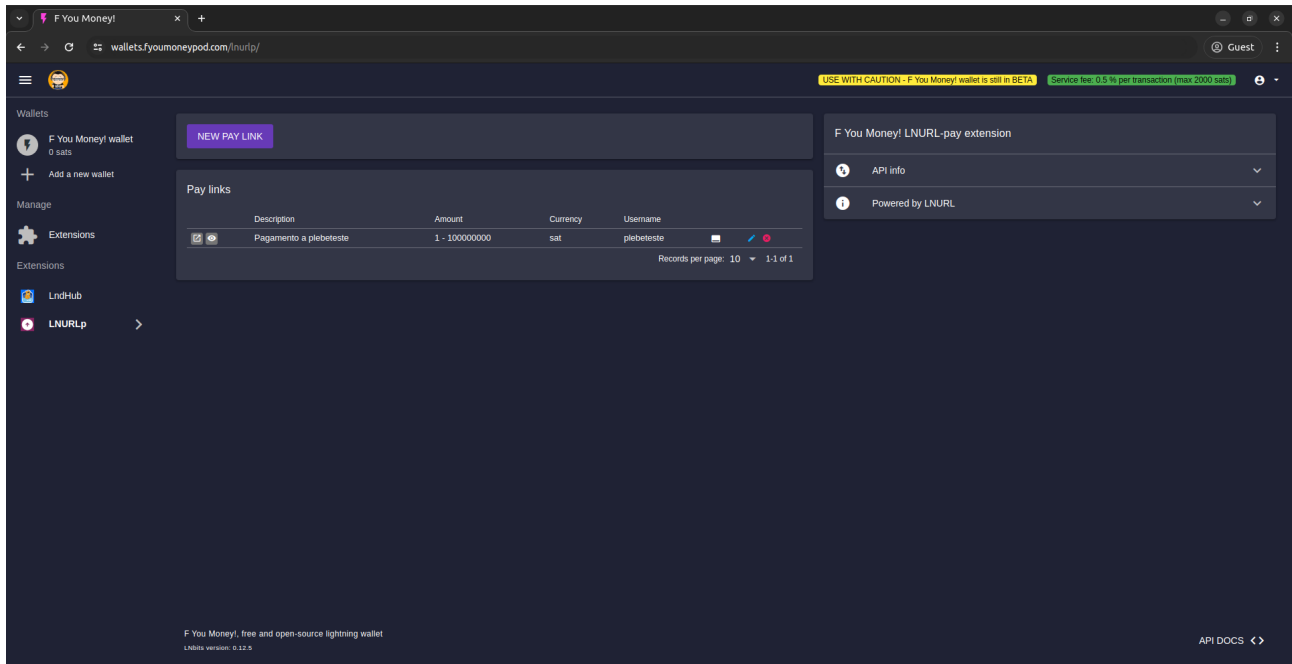 F You Money!
wallets.fyoumoneypod.com/lnurlp/
Guest
USE WITH CAUTION - F You Money! wallet is still in BETA
Service fee: 0.5 % per transaction (max 2000 sats)
Wallets
F You Money! wallet
0 sats
Add a new wallet
Manage
Extensions
Extensions
LndHub
LNURLp
NEW PAY LINK
Pay links
Description Amount Currency Username
Pagamento a plebeteste 1 - 100000000 sat plebeteste
Records per page: 10 1-1 of 1
F You Money! LNURL-pay extension
API info
Powered by LNURL
F You Money!, free and open-source lightning wallet
LNbits version: 0.12.5
API DOCS